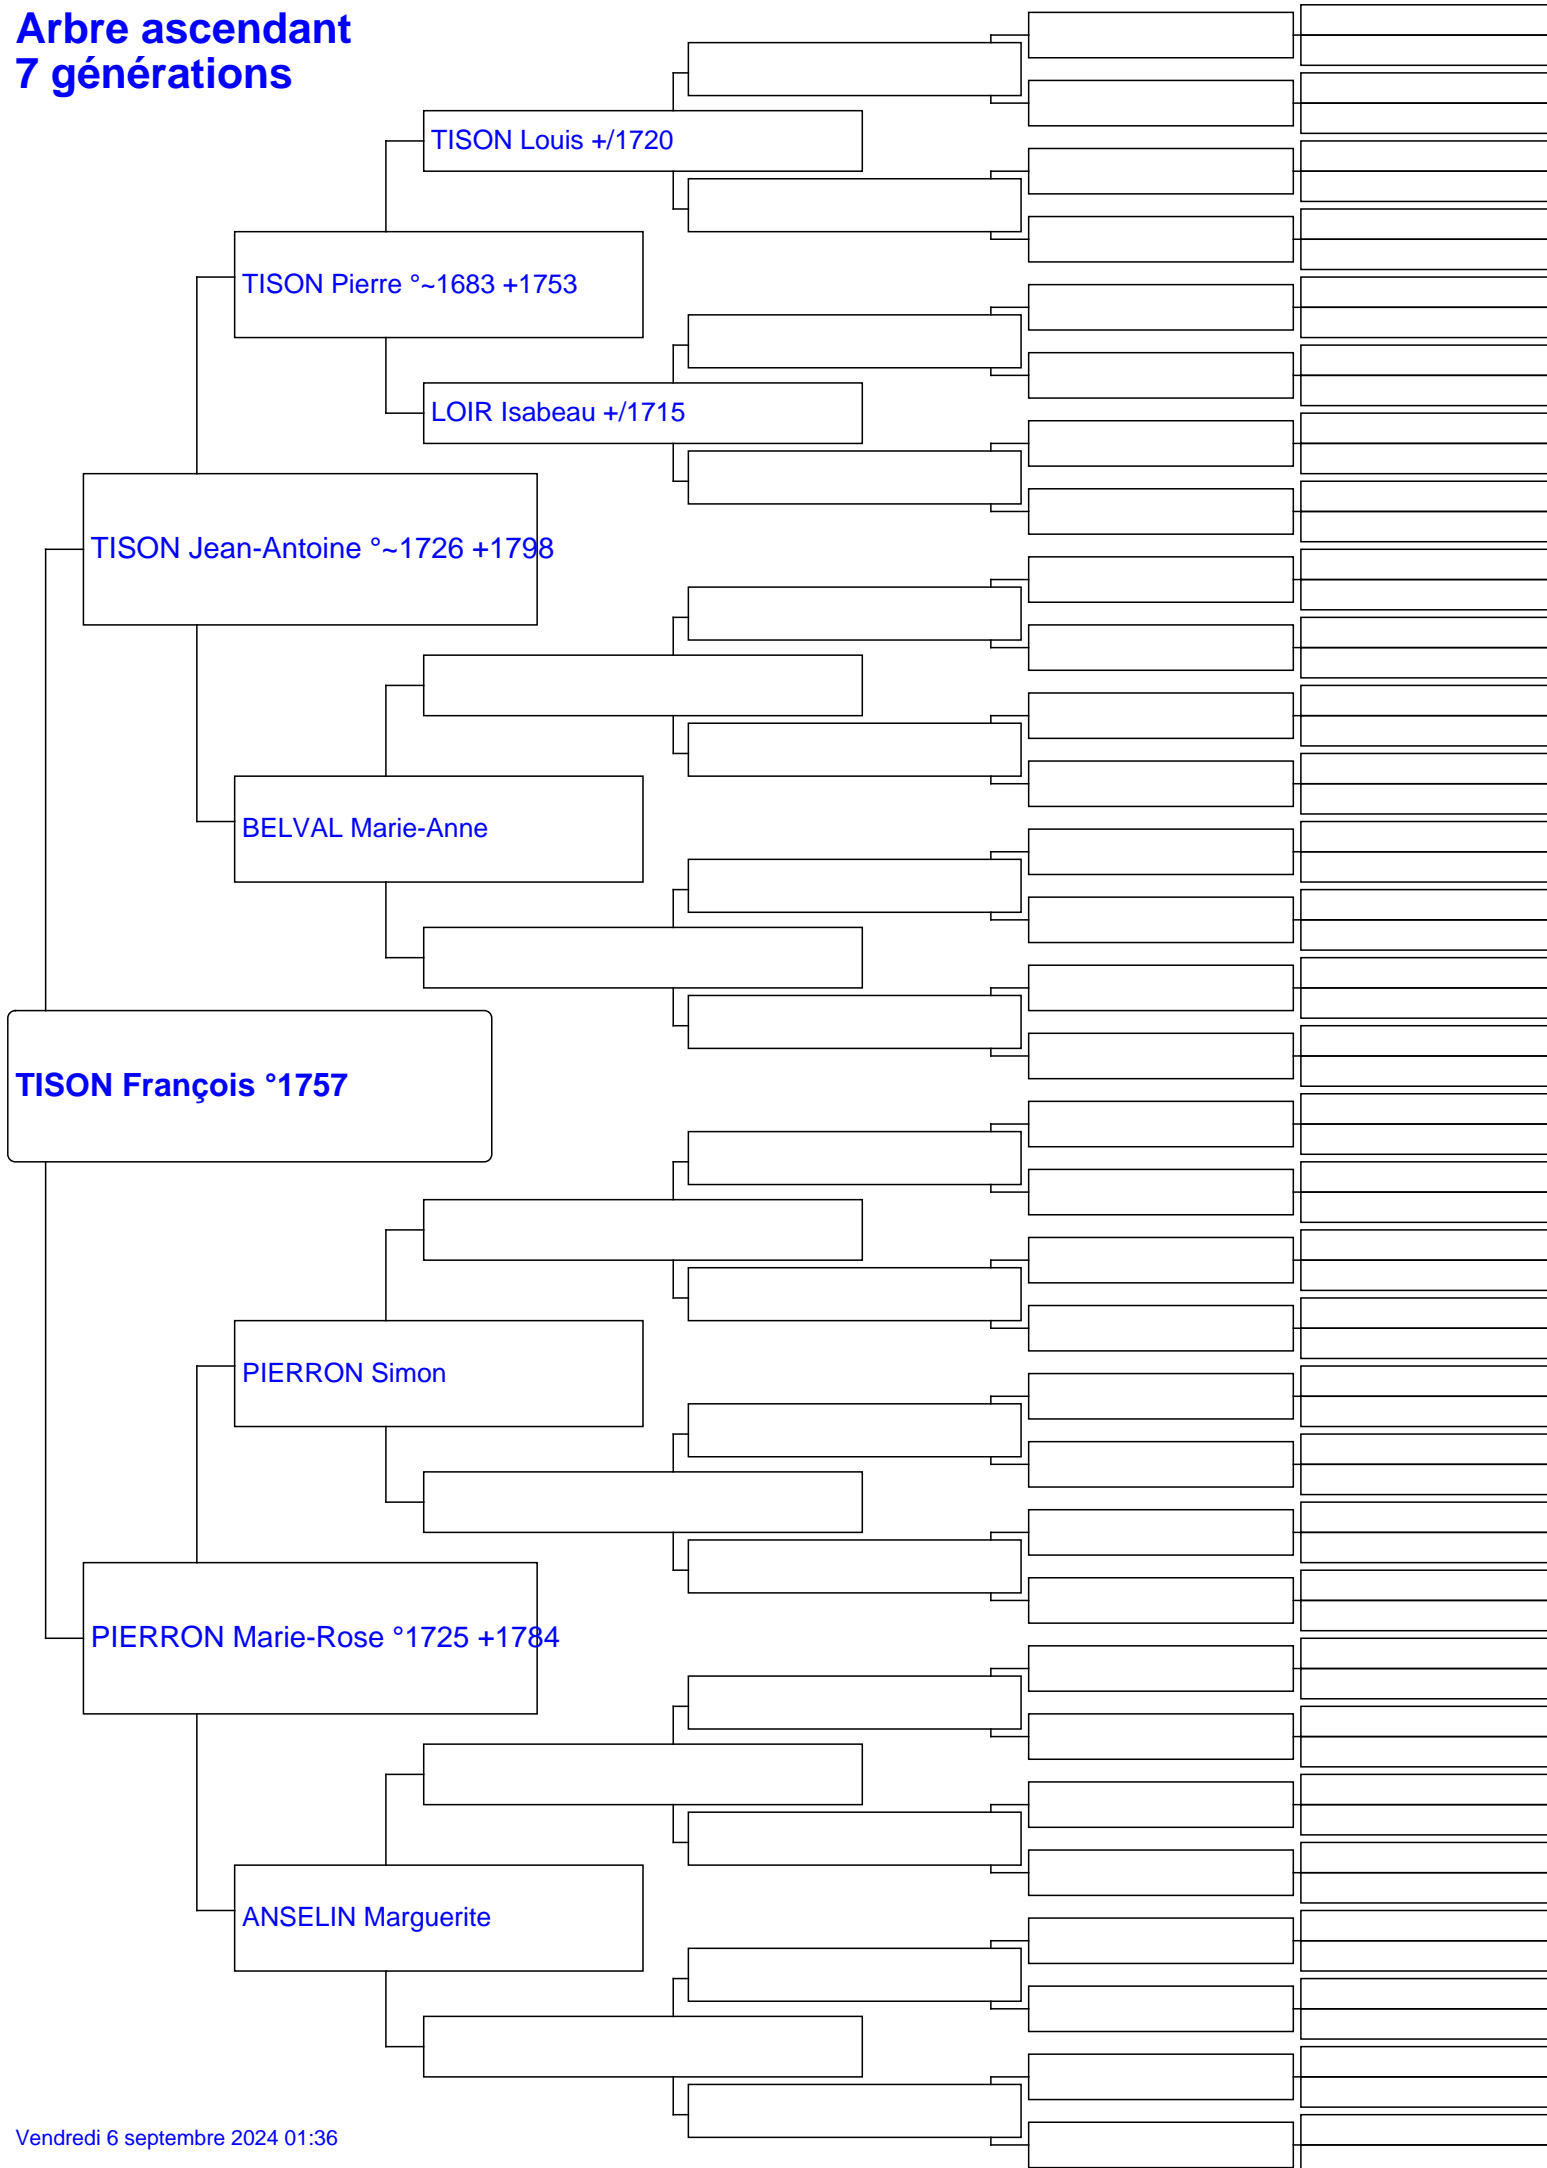 Arbre ascendant
7 générations
TISON Louis +/1720
TISON Pierre °~1683 +1753
LOIR Isabeau +/1715
TISON Jean-Antoine °~1726 +1798
BELVAL Marie-Anne
TISON François °1757
PIERRON Simon
PIERRON Marie-Rose °1725 +1784
ANSELIN Marguerite
Vendredi 6 septembre 2024 01:36